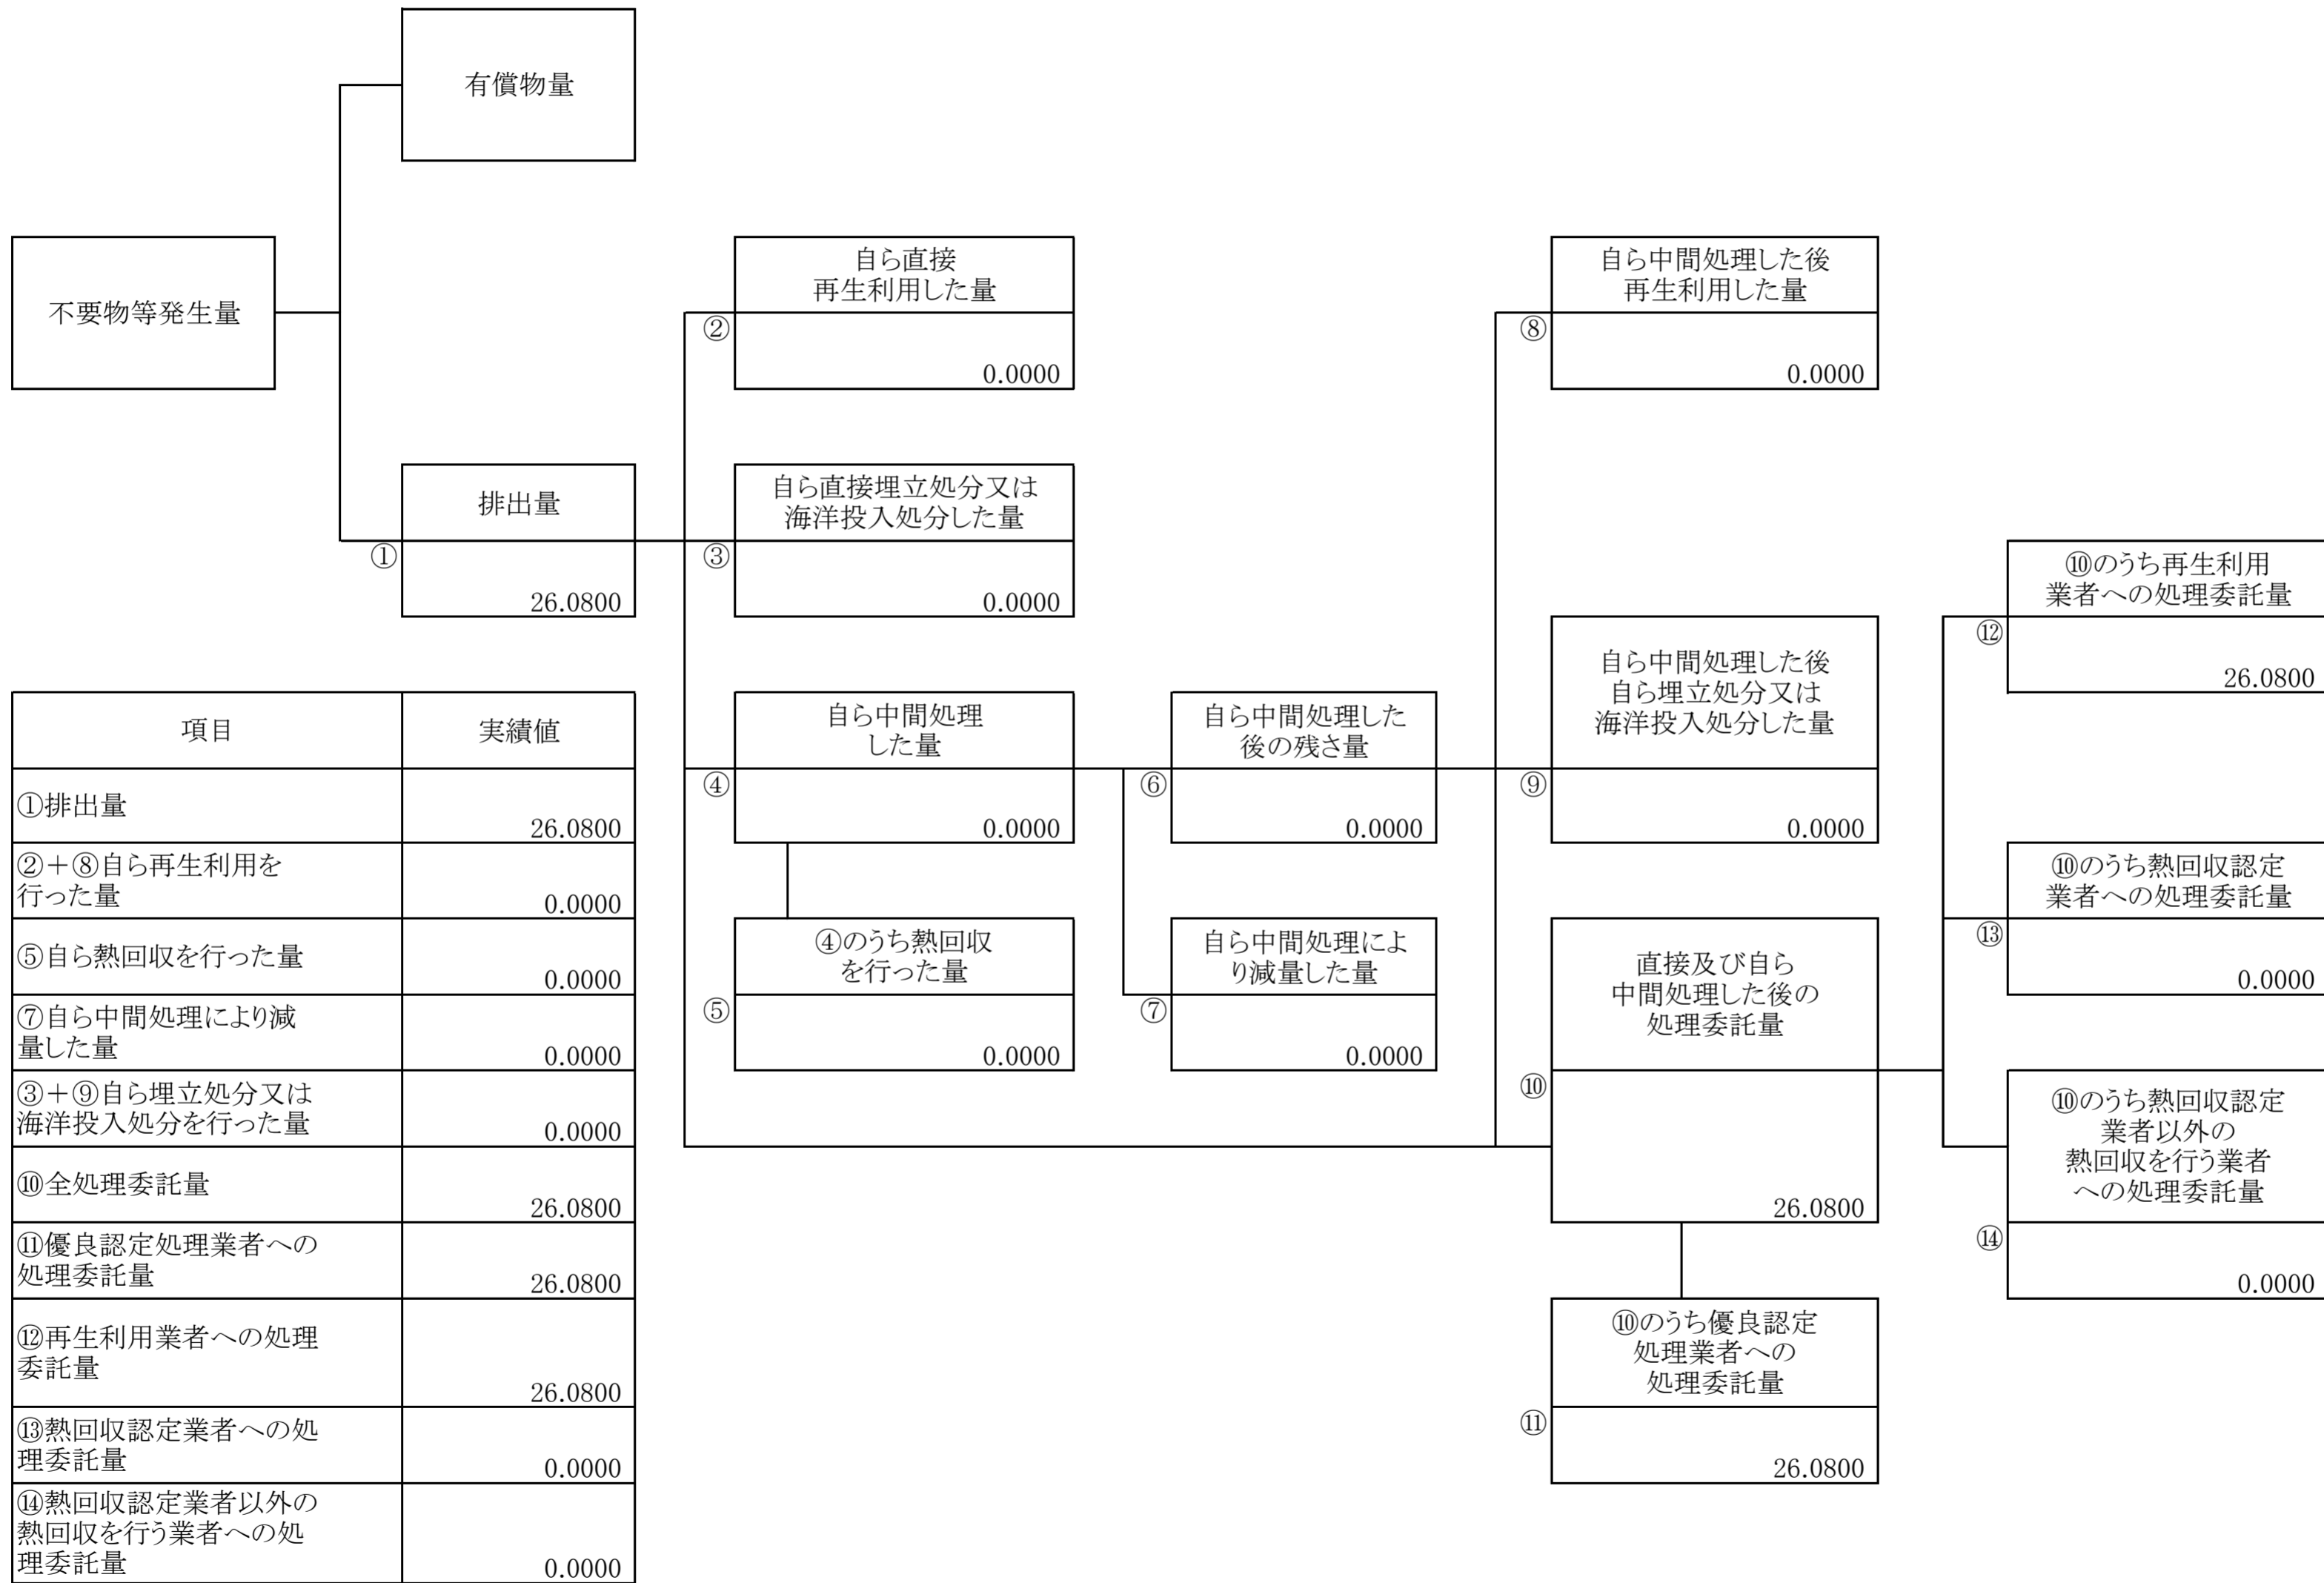 有償物量
不要物等発生量
自ら直接
再生利用した量
②
0.0000
自ら中間処理した後
再生利用した量
⑧
0.0000
排出量
①
26.0800
自ら直接埋立処分又は
海洋投入処分した量
③
0.0000
自ら中間処理
した量
④
0.0000
自ら中間処理した
後の残さ量
⑥
0.0000
自ら中間処理した後
自ら埋立処分又は
海洋投入処分した量
⑨
0.0000
⑩のうち再生利用
業者への処理委託量
⑫
26.0800
④のうち熱回収
を行った量
⑤
0.0000
自ら中間処理によ
り減量した量
⑦
0.0000
直接及び自ら
中間処理した後の
処理委託量
⑩
26.0800
⑩のうち熱回収認定
業者への処理委託量
⑬
0.0000
⑩のうち熱回収認定
業者以外の
熱回収を行う業者
への処理委託量
⑭
0.0000
⑩のうち優良認定
処理業者への
処理委託量
⑪
26.0800
項目 実績値
①排出量
26.0800
②＋⑧自ら再生利用を
行った量
0.0000
⑤自ら熱回収を行った量
0.0000
⑦自ら中間処理により減
量した量
0.0000
③＋⑨自ら埋立処分又は
海洋投入処分を行った量
0.0000
⑩全処理委託量
26.0800
⑪優良認定処理業者への
処理委託量
26.0800
⑫再生利用業者への処理
委託量
26.0800
⑬熱回収認定業者への処
理委託量
0.0000
⑭熱回収認定業者以外の
熱回収を行う業者への処
理委託量
0.0000